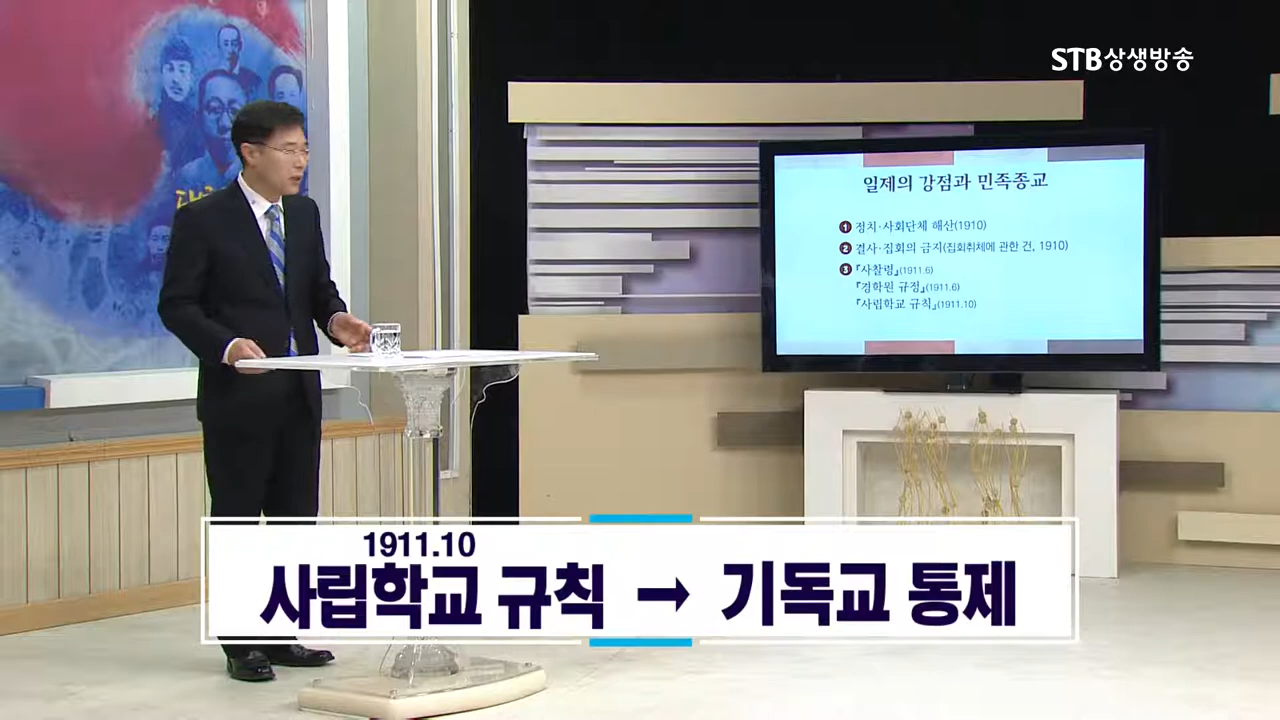 STB상생방송
일제의 강점과 민족종교
1 정치·사회단체 해산(1910)
2 결사·집회의 금지(집회취체에 관한 건, 1910)
3 『사찰령』(1911.6)
『경학원 규정』(1911.6)
『사립학교 규칙』(1911.10)
1911.10
사립학교 규칙 → 기독교 통제